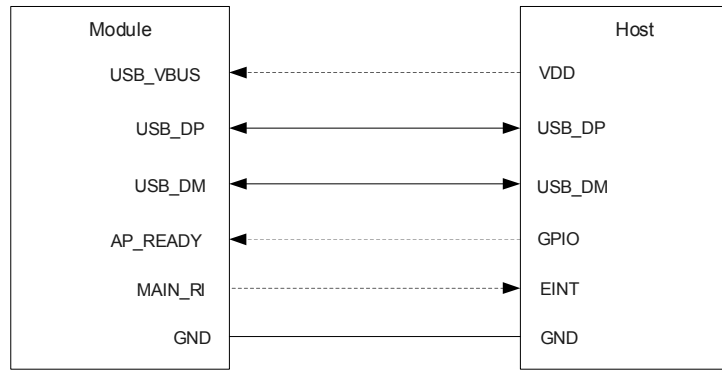 Module Host
USB_VBUS VDD
USB_DP USB_DP
USB_DM USB_DM
AP_READY GPIO
MAIN_RI EINT
GND GND